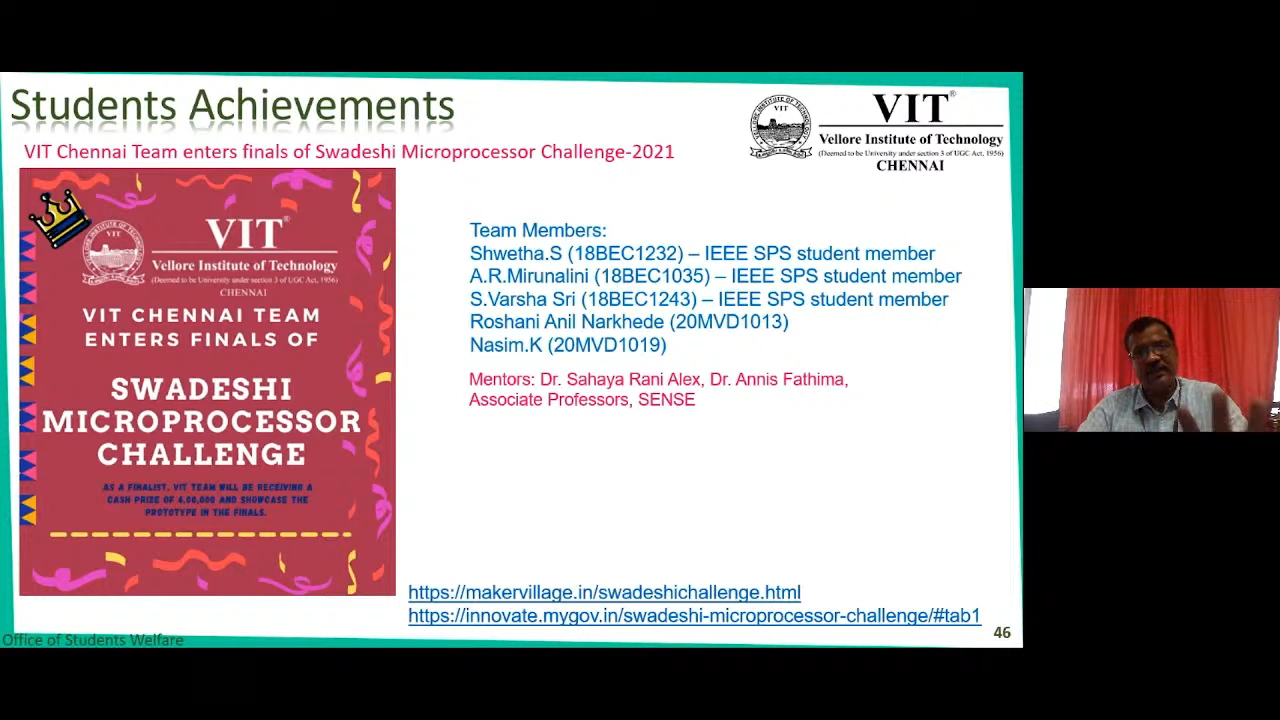 Students Achievements
VIT Chennai Team enters finals of Swadeshi Microprocessor Challenge-2021
VIT
VIT®
Vellore Institute of Technology
(Deemed to be University under section 3 of UGC Act, 1956)
CHENNAI
VIT®
Vellore Institute of Technology
(Deemed to be University under section 3 of UGC Act, 1956)
CHENNAI
VIT CHENNAI TEAM
ENTERS FINALS OF
SWADESHI
MICROPROCESSOR
CHALLENGE
AS A FINALIST, VIT TEAM WILL BE RECEIVING A
CASH PRIZE OF 4,00,000 AND SHOWCASE THE
PROTOTYPE IN THE FINALS.
Team Members:
Shwetha.S (18BEC1232) – IEEE SPS student member
A.R.Mirunalini (18BEC1035) – IEEE SPS student member
S.Varsha Sri (18BEC1243) – IEEE SPS student member
Roshani Anil Narkhede (20MVD1013)
Nasim.K (20MVD1019)
Mentors: Dr. Sahaya Rani Alex, Dr. Annis Fathima,
Associate Professors, SENSE
https://makervillage.in/swadeshichallenge.html
https://innovate.mygov.in/swadeshi-microprocessor-challenge/#tab1
Office of Students Welfare
46